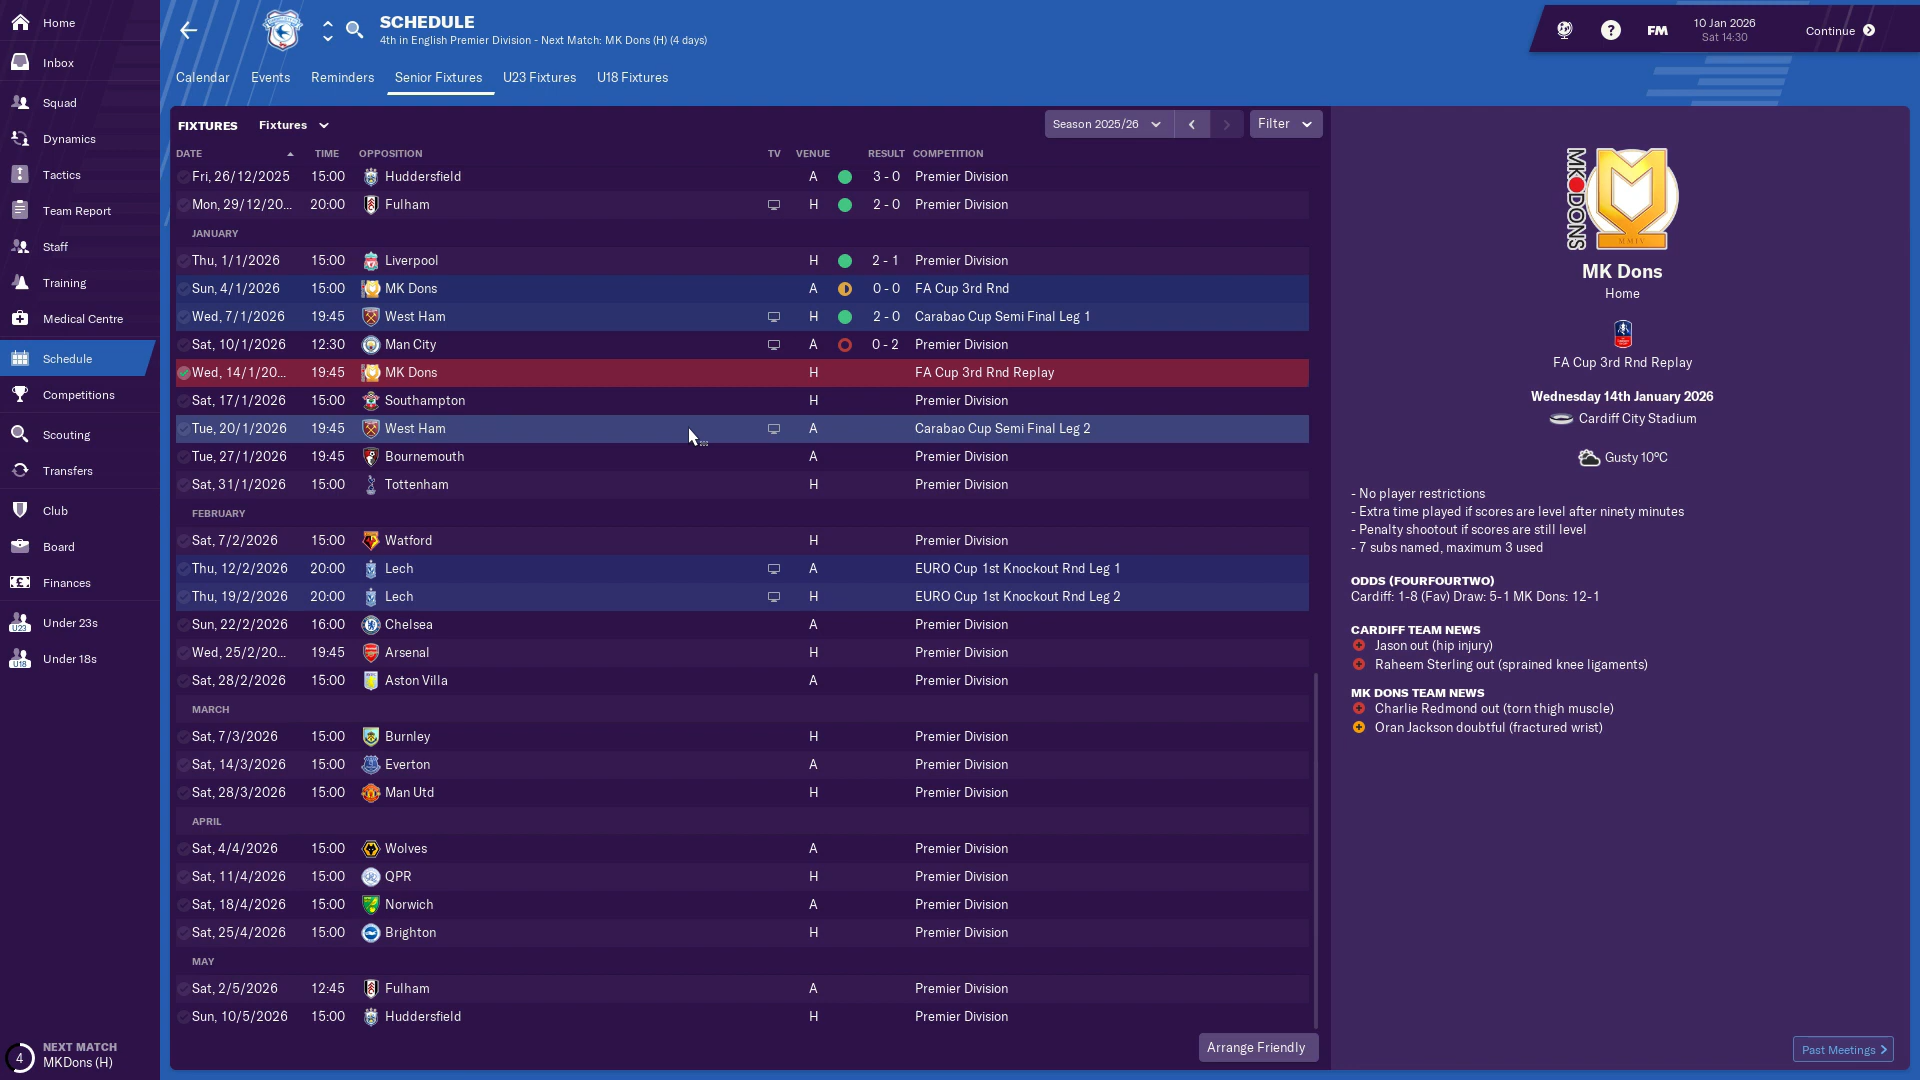 Home
Inbox
Squad
Dynamics
Tactics
Team Report
Staff
Training
Medical Centre
Schedule
Competitions
Scouting
Transfers
Club
Board
Finances
U23 Under 23s
U18 Under 18s
4 NEXT MATCH
MKDons (H)
SCHEDULE
4th in English Premier Division - Next Match: MK Dons (H) (4 days)
? FM 10 Jan 2026 Continue
Sat 14:30
Calendar Events Reminders Senior Fixtures U23 Fixtures U18 Fixtures
FIXTURES Fixtures Season 2025/26 Filter
DATE TIME OPPOSITION TV VENUE RESULT COMPETITION
Fri, 26/12/2025 15:00 Huddersfield A 3 - 0 Premier Division
Mon, 29/12/20... 20:00 Fulham H 2 - 0 Premier Division
JANUARY
Thu, 1/1/2026 15:00 Liverpool H 2 - 1 Premier Division
Sun, 4/1/2026 15:00 MK Dons A 0 - 0 FA Cup 3rd Rnd
Wed, 7/1/2026 19:45 West Ham H 2 - 0 Carabao Cup Semi Final Leg 1
Sat, 10/1/2026 12:30 Man City A 0 - 2 Premier Division
Wed, 14/1/20... 19:45 MK Dons H FA Cup 3rd Rnd Replay
Sat, 17/1/2026 15:00 Southampton H Premier Division
Tue, 20/1/2026 19:45 West Ham A Carabao Cup Semi Final Leg 2
Tue, 27/1/2026 19:45 Bournemouth A Premier Division
Sat, 31/1/2026 15:00 Tottenham H Premier Division
FEBRUARY
Sat, 7/2/2026 15:00 Watford H Premier Division
Thu, 12/2/2026 20:00 Lech A EURO Cup 1st Knockout Rnd Leg 1
Thu, 19/2/2026 20:00 Lech H EURO Cup 1st Knockout Rnd Leg 2
Sun, 22/2/2026 16:00 Chelsea A Premier Division
Wed, 25/2/20... 19:45 Arsenal H Premier Division
Sat, 28/2/2026 15:00 Aston Villa A Premier Division
MARCH
Sat, 7/3/2026 15:00 Burnley H Premier Division
Sat, 14/3/2026 15:00 Everton A Premier Division
Sat, 28/3/2026 15:00 Man Utd H Premier Division
APRIL
Sat, 4/4/2026 15:00 Wolves A Premier Division
Sat, 11/4/2026 15:00 QPR H Premier Division
Sat, 18/4/2026 15:00 Norwich A Premier Division
Sat, 25/4/2026 15:00 Brighton H Premier Division
MAY
Sat, 2/5/2026 12:45 Fulham A Premier Division
Sun, 10/5/2026 15:00 Huddersfield H Premier Division
Arrange Friendly
MK DONS
MMIV
MK Dons
Home
FA Cup 3rd Rnd Replay
Wednesday 14th January 2026
Cardiff City Stadium
Gusty 10ºC
- No player restrictions
- Extra time played if scores are level after ninety minutes
- Penalty shootout if scores are still level
- 7 subs named, maximum 3 used
ODDS (FOURFOURTWO)
Cardiff: 1-8 (Fav) Draw: 5-1 MK Dons: 12-1
CARDIFF TEAM NEWS
Jason out (hip injury)
Raheem Sterling out (sprained knee ligaments)
MK DONS TEAM NEWS
Charlie Redmond out (torn thigh muscle)
Oran Jackson doubtful (fractured wrist)
Past Meetings